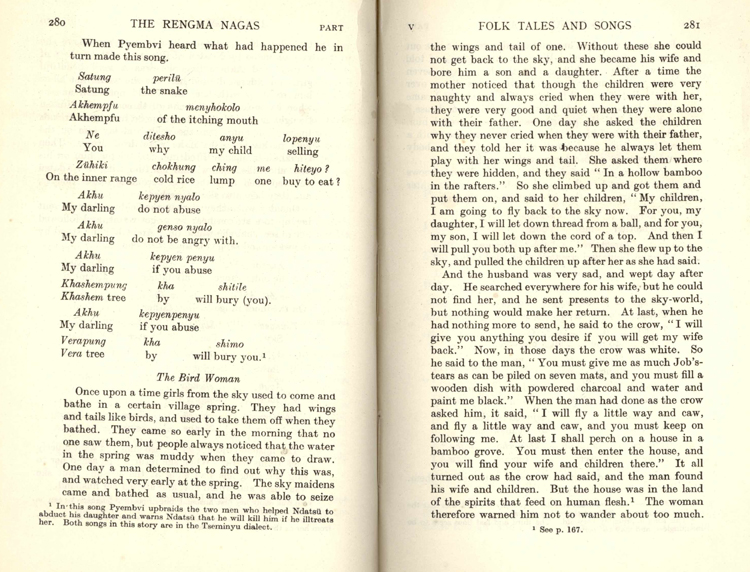 280 THE RENGMA NAGAS PART
When Pyembvi heard what had happened he in
turn made this song.
Satung perilü
Satung the snake
Akhempfu menyhokolo
Akhempfu of the itching mouth
Ne ditesho anyu lopenyu
You why my child selling
Zühiki chokhung ching me hiteyo ?
On the inner range cold rice lump one buy to eat ?
Akhu kepyen nyalo
My darling do not abuse
Akhu genso nyalo
My darling do not be angry with.
Akhu kepyen penyu
My darling if you abuse
Khashempung kha shitile
Khashem tree by will bury (you).
Akhu kepyenpenyu
My darling if you abuse
Verapung kha shimo
Vera tree by will bury you.¹
The Bird Woman
Once upon a time girls from the sky used to come and
bathe in a certain village spring. They had wings
and tails like birds, and used to take them off when they
bathed. They came so early in the morning that no
one saw them, but people always noticed that the water
in the spring was muddy when they came to draw.
One day a man determined to find out why this was,
and watched very early at the spring. The sky maidens
came and bathed as usual, and he was able to seize
¹ In this song Pyembvi upbraids the two men who helped Ndatsü to
abduct his daughter and warns Ndatsü that he will kill him if he illtreats
her. Both songs in this story are in the Tseminyu dialect.
V FOLK TALES AND SONGS 281
the wings and tail of one. Without these she could
not get back to the sky, and she became his wife and
bore him a son and a daughter. After a time the
mother noticed that though the children were very
naughty and always cried when they were with her,
they were very good and quiet when they were alone
with their father. One day she asked the children
why they never cried when they were with their father,
and they told her it was because he always let them
play with her wings and tail. She asked them where
they were hidden, and they said " In a hollow bamboo
in the rafters." So she climbed up and got them and
put them on, and said to her children, " My children,
I am going to fly back to the sky now. For you, my
daughter, I will let down thread from a ball, and for you,
my son, I will let down the cord of a top. And then I
will pull you both up after me." Then she flew up to the
sky, and pulled the children up after her as she had said.
And the husband was very sad, and wept day after
day. He searched everywhere for his wife, but he could
not find her, and he sent presents to the sky-world,
but nothing would make her return. At last, when he
had nothing more to send, he said to the crow, " I will
give you anything you desire if you will get my wife
back." Now, in those days the crow was white. So
he said to the man, " You must give me as much Job's-
tears as can be piled on seven mats, and you must fill a
wooden dish with powdered charcoal and water and
paint me black." When the man had done as the crow
asked him, it said, " I will fly a little way and caw,
and fly a little way and caw, and you must keep on
following me. At last I shall perch on a house in a
bamboo grove. You must then enter the house, and
you will find your wife and children there." It all
turned out as the crow had said, and the man found
his wife and children. But the house was in the land
of the spirits that feed on human flesh.¹ The woman
therefore warned him not to wander about too much.
¹ See p. 167.